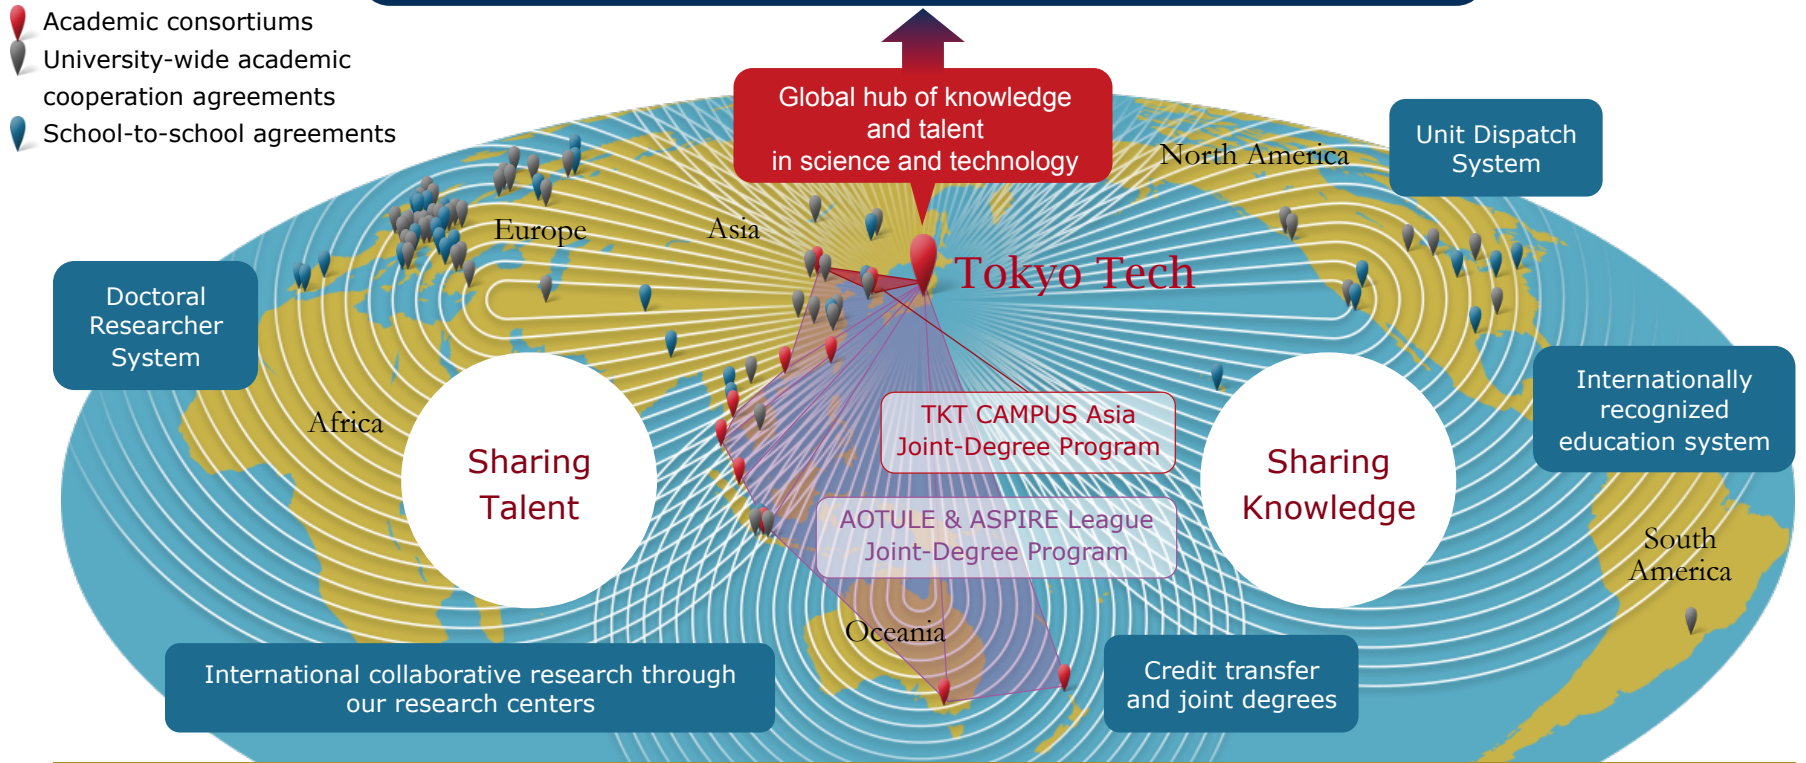 Academic consortiums
University-wide academic
cooperation agreements
School-to-school agreements
Global hub of knowledge
and talent
in science and technology
North America
Unit Dispatch
System
Europe
Asia
Tokyo Tech
Doctoral
Researcher
System
Africa
Internationally
recognized
education system
TKT CAMPUS Asia
Joint-Degree Program
Sharing
Talent
Sharing
Knowledge
AOTULE & ASPIRE League
Joint-Degree Program
South
America
Oceania
International collaborative research through
our research centers
Credit transfer
and joint degrees